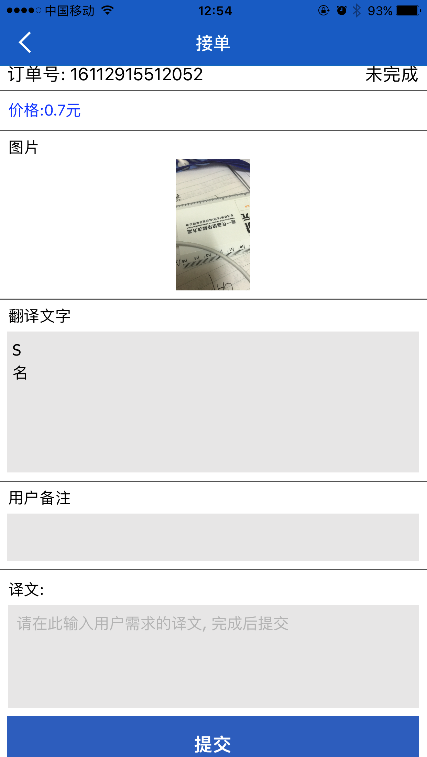 中国移动 12:54 93%
接单
订单号: 16112915512052 未完成
价格:0.7元
图片
翻译文字
S
名
用户备注
译文:
请在此输入用户需求的译文, 完成后提交
提交